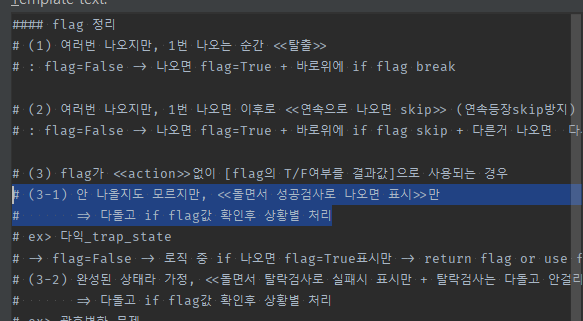 Template text:
#### flag 정리
# (1) 여러번 나오지만, 1번 나오는 순간 <<탈출>>
# : flag=False -> 나오면 flag=True + 바로위에 if flag break
# (2) 여러번 나오지만, 1번 나오면 이후로 <<연속으로 나오면 skip>> (연속등장skip방지)
# : flag=False -> 나오면 flag=True + 바로위에 if flag skip + 다른거 나오면
# (3) flag가 <<action>>없이 [flag의 T/F여부를 결과값]으로 사용되는 경우
# (3-1) 안 나올지도 모르지만, <<돌면서 성공검사로 나오면 표시>>만
# => 다돌고 if flag값 확인후 상황별 처리
# ex> 다익_trap_state
# -> flag=False -> 로직 중 if 나오면 flag=True표시만 -> return flag or use f
# (3-2) 완성된 상태라 가정, <<돌면서 탈락검사로 실패시 표시만 + 탈락검사는 다돌고 안걸리
# => 다돌고 if flag값 확인후 상황별 처리
# ex> 괄호변환 문제